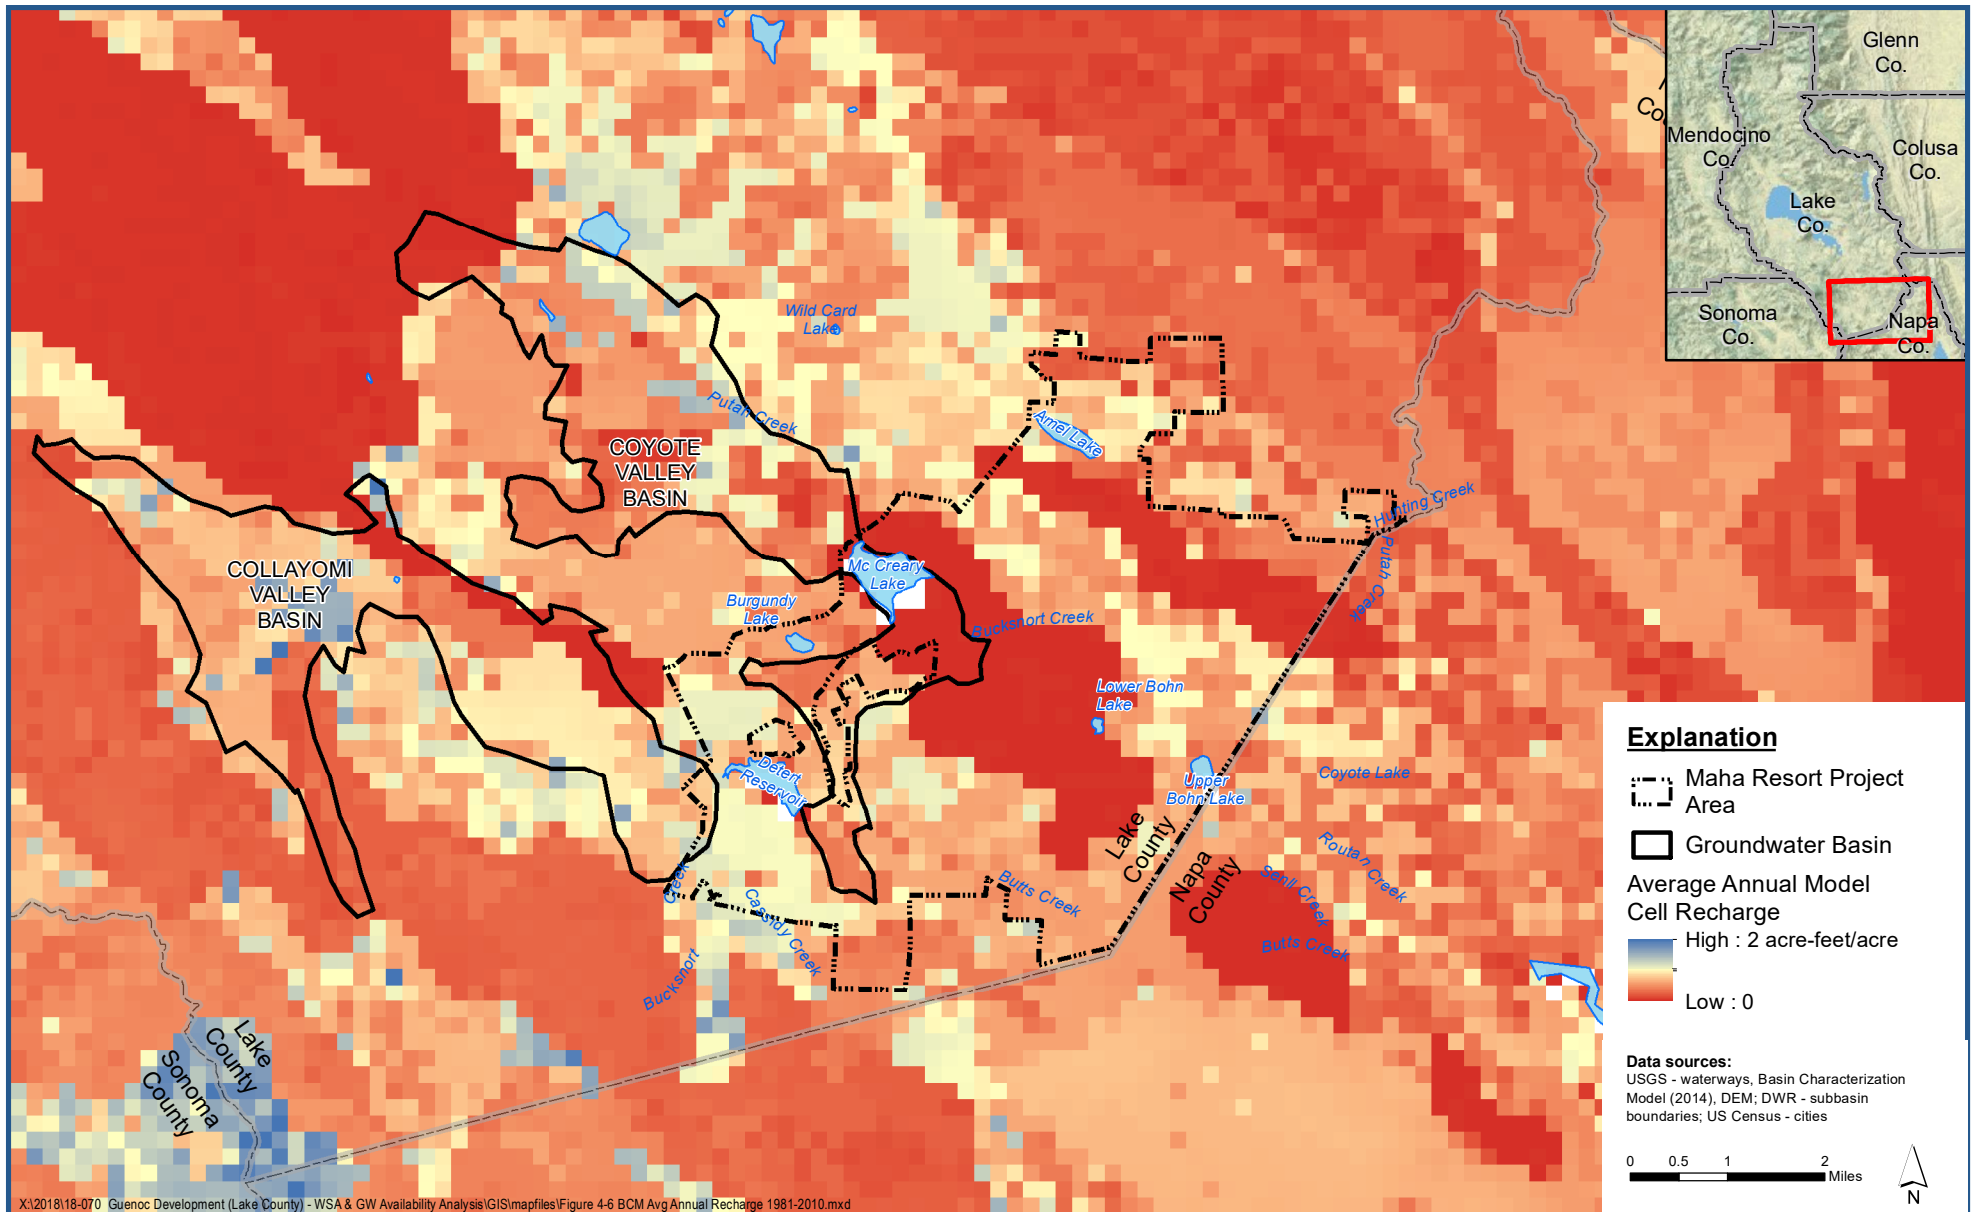 Glenn
Co.
Mendocino
Co.
Colusa
Co.
Lake
Co.
Sonoma
Co.
Napa
Co.
Co.
Wild Card
Lake
Putah Creek
Amel Lake
COYOTE
VALLEY
BASIN
Hunting Creek
Putah Creek
COLLAYOMI
VALLEY
BASIN
Mc Creary
Lake
Burgundy
Lake
Bucksnort Creek
Lower Bohn
Lake
Detert
Reservoir
Upper
Bohn Lake
Coyote Lake
Lake
County
Napa
County
Routan Creek
Senll Creek
Butts Creek
Butts Creek
Creek
Cassidy Creek
Bucksnort
Lake
County
Sonoma
County
Explanation
Maha Resort Project
Area
Groundwater Basin
Average Annual Model
Cell Recharge
High : 2 acre-feet/acre
Low : 0
Data sources:
USGS - waterways, Basin Characterization
Model (2014), DEM; DWR - subbasin
boundaries; US Census - cities
0 0.5 1 2
Miles
N
X:\2018\18-070 Guenoc Development (Lake County) - WSA & GW Availability Analysis\GIS\mapfiles\Figure 4-6 BCM Avg Annual Recharge 1981-2010.mxd